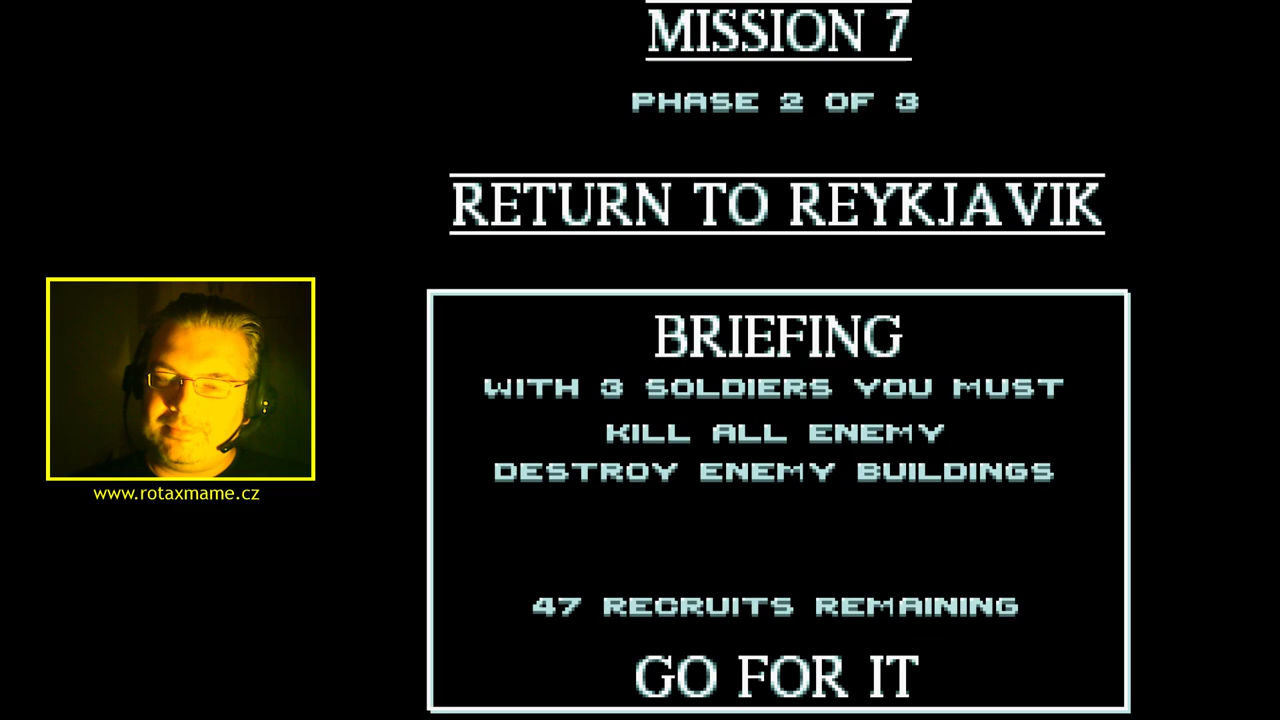 MISSION 7
PHASE 2 OF 3
RETURN TO REYKJAVIK
BRIEFING
WITH 3 SOLDIERS YOU MUST
KILL ALL ENEMY
DESTROY ENEMY BUILDINGS
47 RECRUITS REMAINING
GO FOR IT
www.rotaxmame.cz